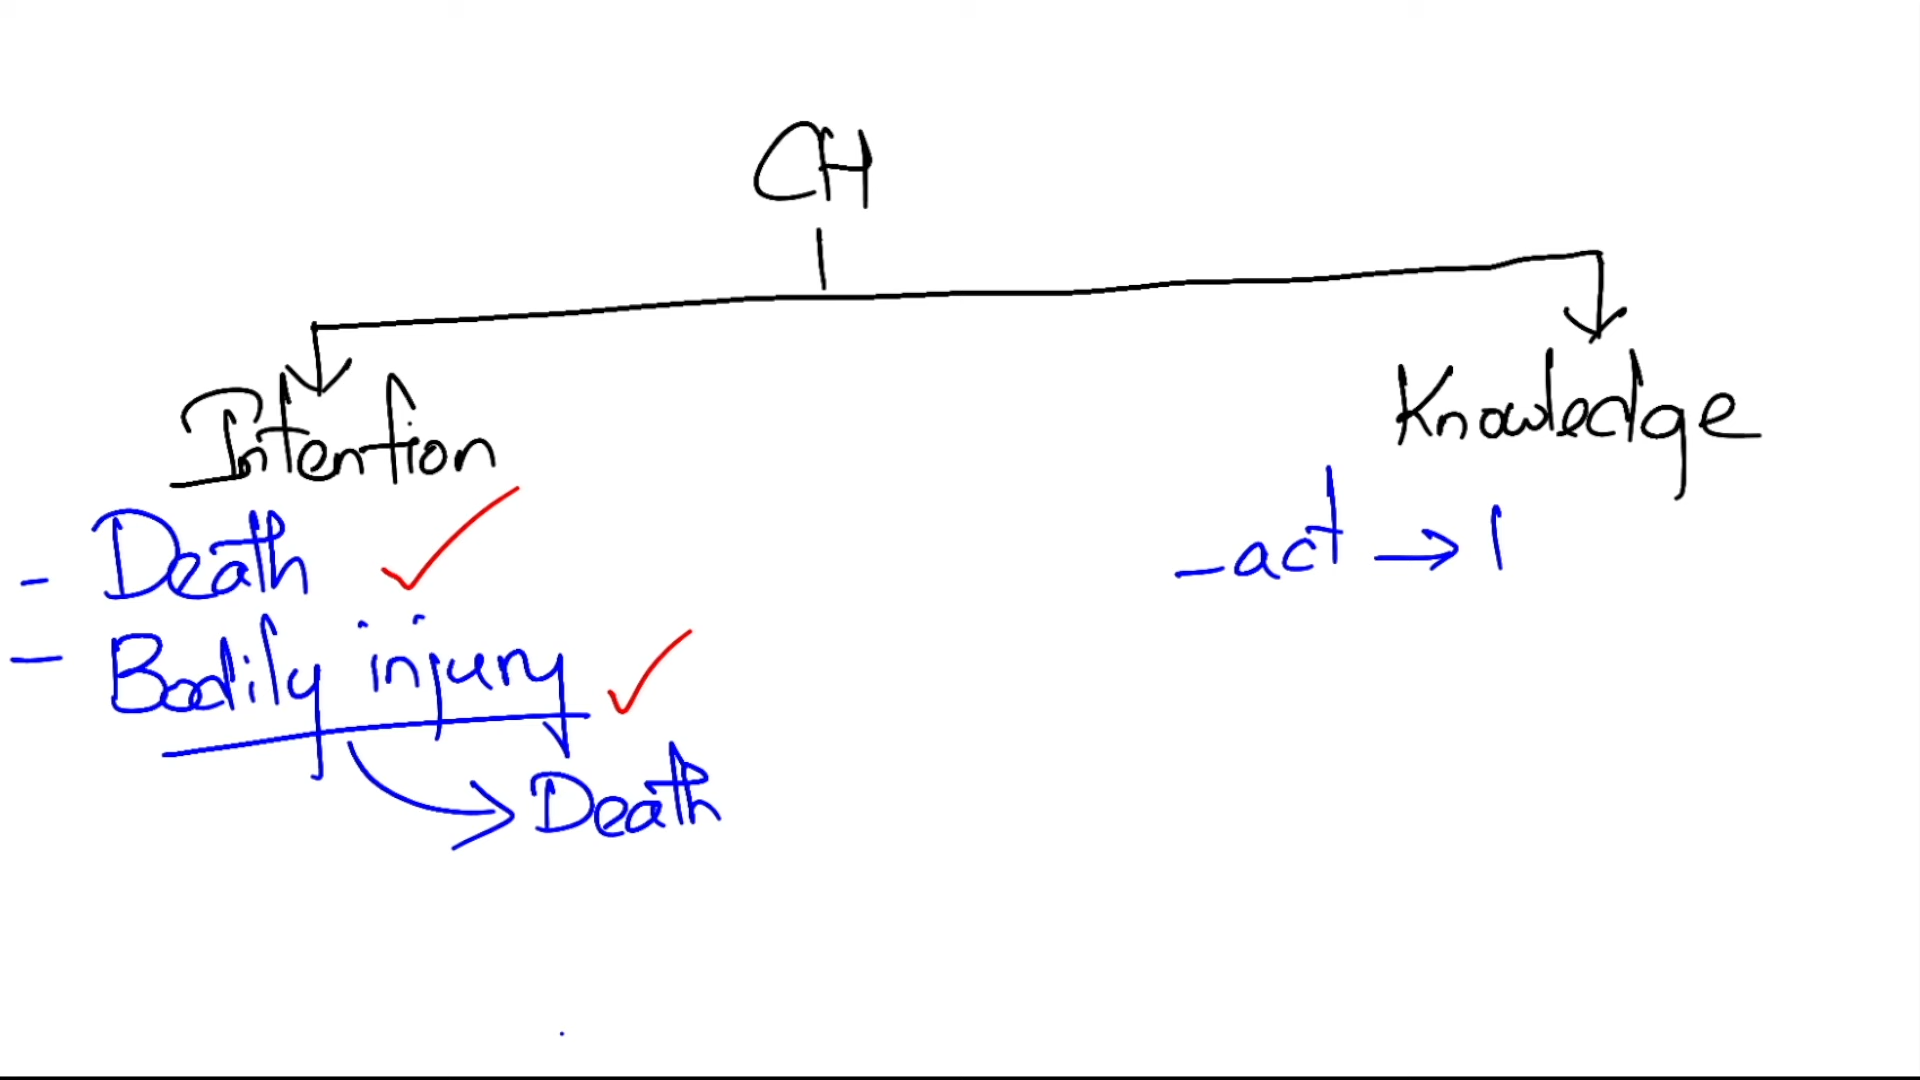 CH
Intention
Knowledge
- Death ✓
- act → l
- Bodily injury ✓
→ Death